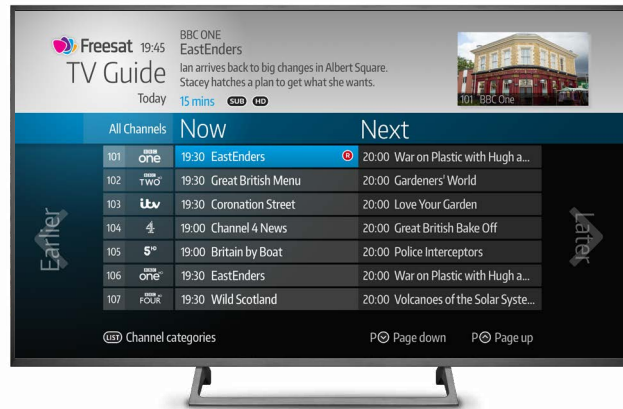 Freesat 19:45
TV Guide
Today
BBC ONE
EastEnders
Ian arrives back to big changes in Albert Square.
Stacey hatches a plan to get what she wants.
15 mins SUB HD
101 BBC One
All Channels Now Next
101 BBC one 19:30 EastEnders R 20:00 War on Plastic with Hugh a...
102 BBC TWO 19:30 Great British Menu 20:00 Gardeners' World
103 itv 19:30 Coronation Street 20:00 Love Your Garden
104 4 19:00 Channel 4 News 20:00 Great British Bake Off
105 5 19:00 Britain by Boat 20:00 Police Interceptors
106 BBC one 19:30 EastEnders 20:00 War on Plastic with Hugh a...
107 BBC FOUR 19:30 Wild Scotland 20:00 Volcanoes of the Solar Syste...
Earlier
Later
LIST Channel categories P Page down P Page up